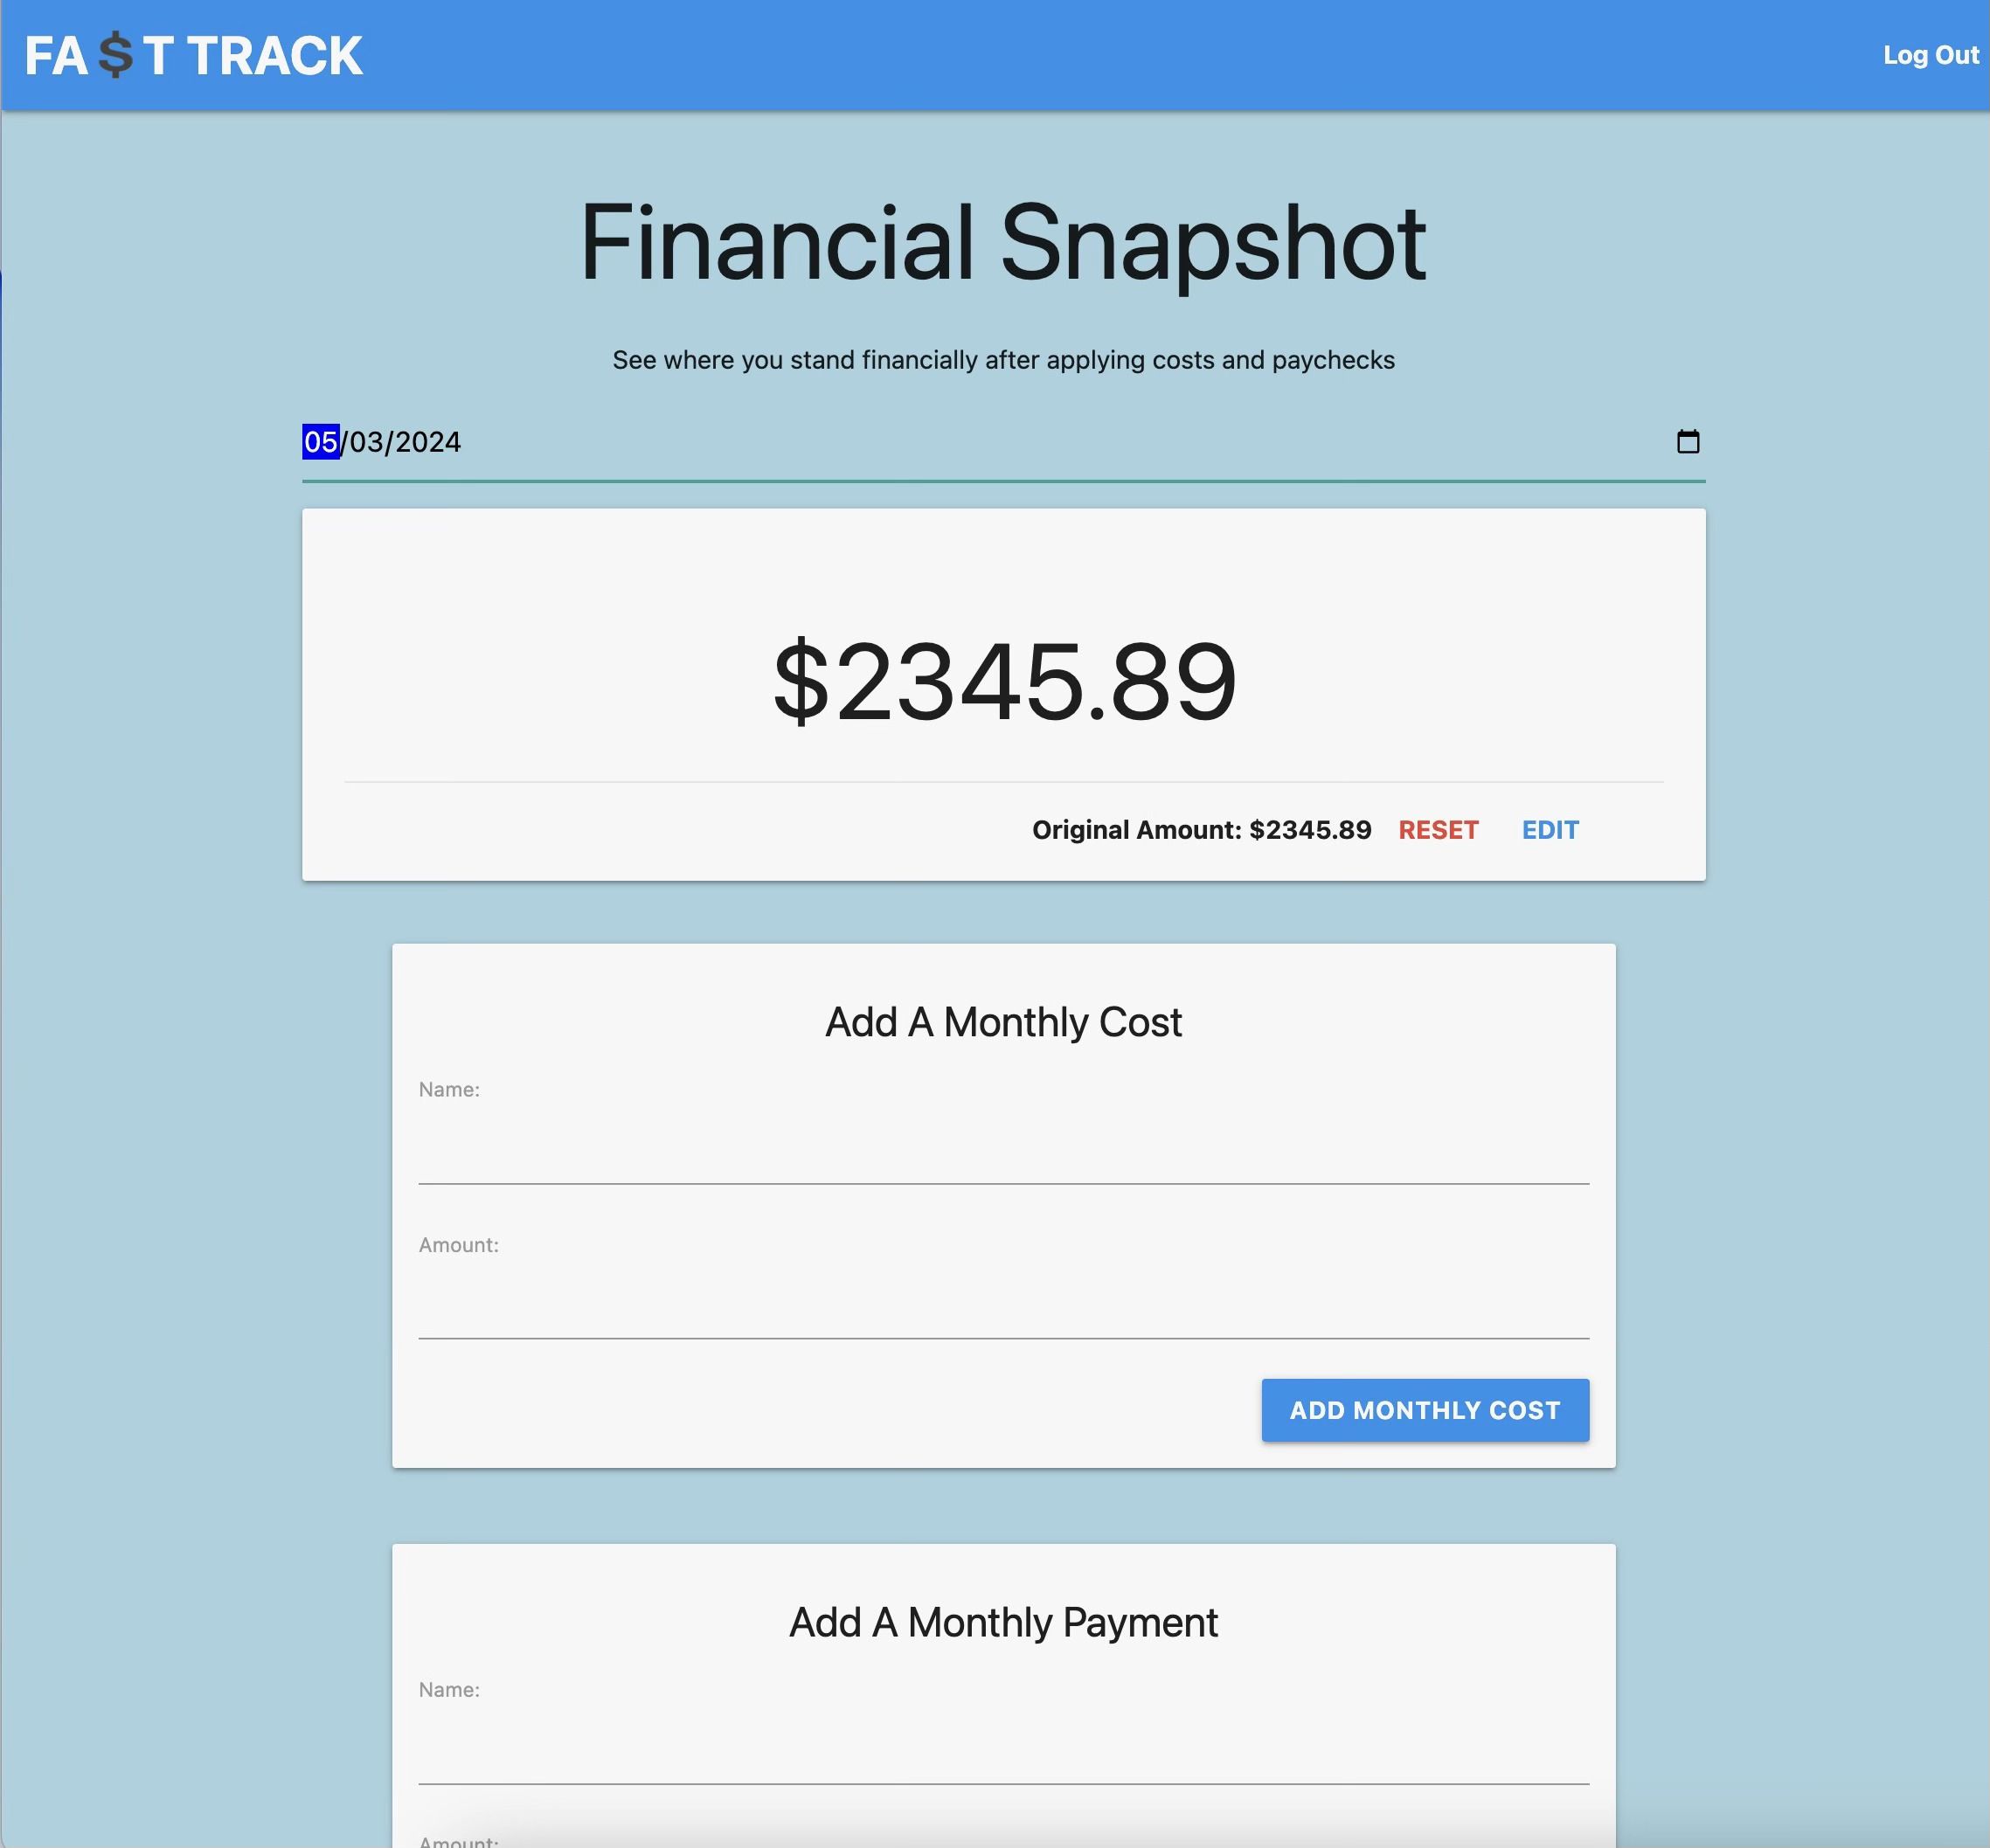 FA$T TRACK
Log Out
Financial Snapshot
See where you stand financially after applying costs and paychecks
05/03/2024
$2345.89
Original Amount: $2345.89 RESET EDIT
Add A Monthly Cost
Name:
Amount:
ADD MONTHLY COST
Add A Monthly Payment
Name:
Amount: